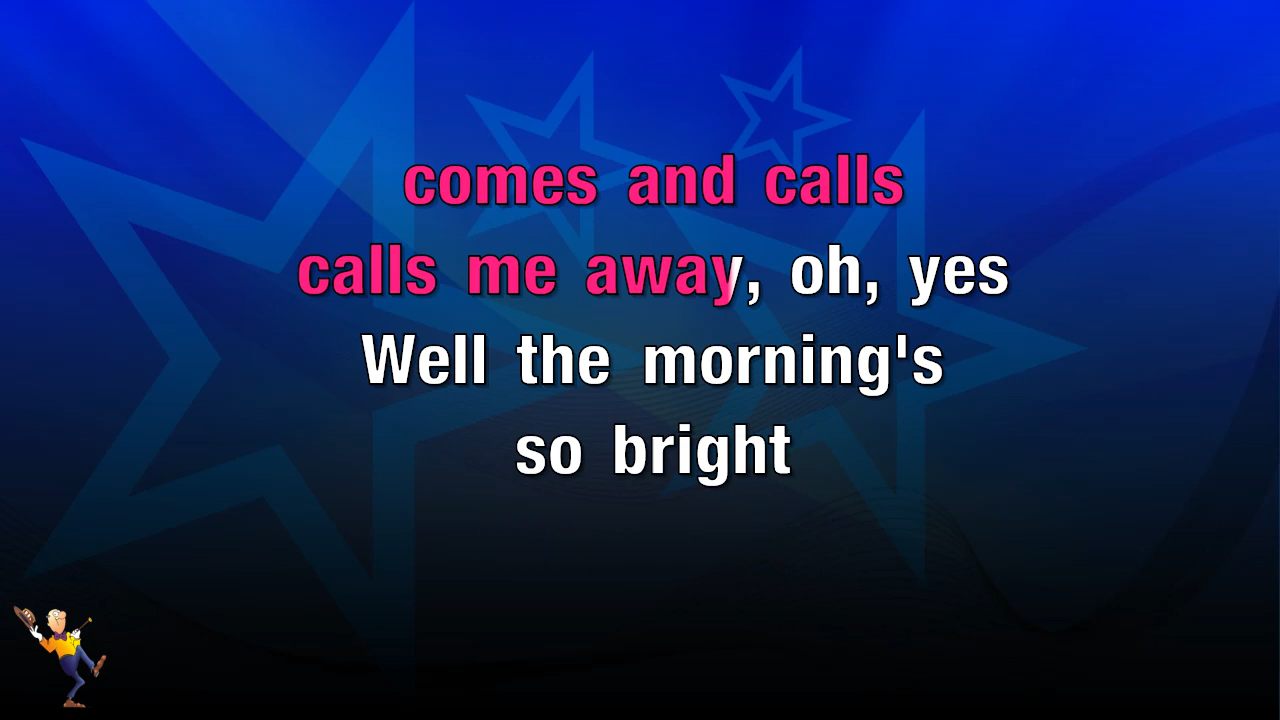 comes and calls
calls me away, oh, yes
Well the morning's
so bright